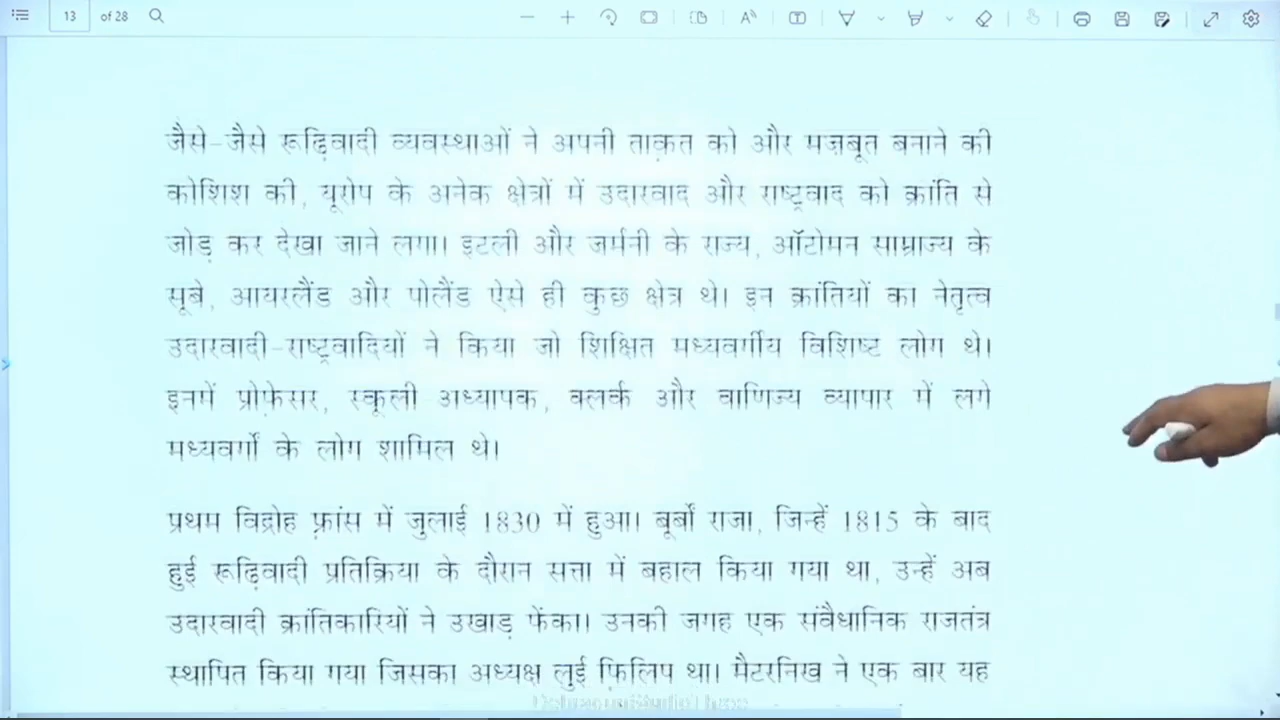 13 of 28
जैसे-जैसे रूढ़िवादी व्यवस्थाओं ने अपनी ताक़त को और मज़बूत बनाने की
कोशिश की, यूरोप के अनेक क्षेत्रों में उदारवाद और राष्ट्रवाद को क्रांति से
जोड़ कर देखा जाने लगा। इटली और जर्मनी के राज्य, ऑटोमन साम्राज्य के
सूबे, आयरलैंड और पोलैंड ऐसे ही कुछ क्षेत्र थे। इन क्रांतियों का नेतृत्व
उदारवादी-राष्ट्रवादियों ने किया जो शिक्षित मध्यवर्गीय विशिष्ट लोग थे।
इनमें प्रोफ़ेसर, स्कूली अध्यापक, क्लर्क और वाणिज्य व्यापार में लगे
मध्यवर्गों के लोग शामिल थे।
प्रथम विद्रोह फ़्रांस में जुलाई 1830 में हुआ। बूर्बों राजा, जिन्हें 1815 के बाद
हुई रूढ़िवादी प्रतिक्रिया के दौरान सत्ता में बहाल किया गया था, उन्हें अब
उदारवादी क्रांतिकारियों ने उखाड़ फेंका। उनकी जगह एक संवैधानिक राजतंत्र
स्थापित किया गया जिसका अध्यक्ष लुई फ़िलिप था। मैटरनिख ने एक बार यह